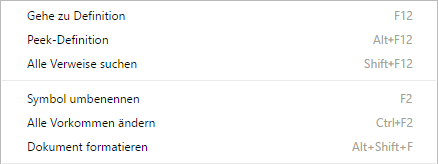 Gehe zu Definition F12
Peek-Definition Alt+F12
Alle Verweise suchen Shift+F12
Symbol umbenennen F2
Alle Vorkommen ändern Ctrl+F2
Dokument formatieren Alt+Shift+F